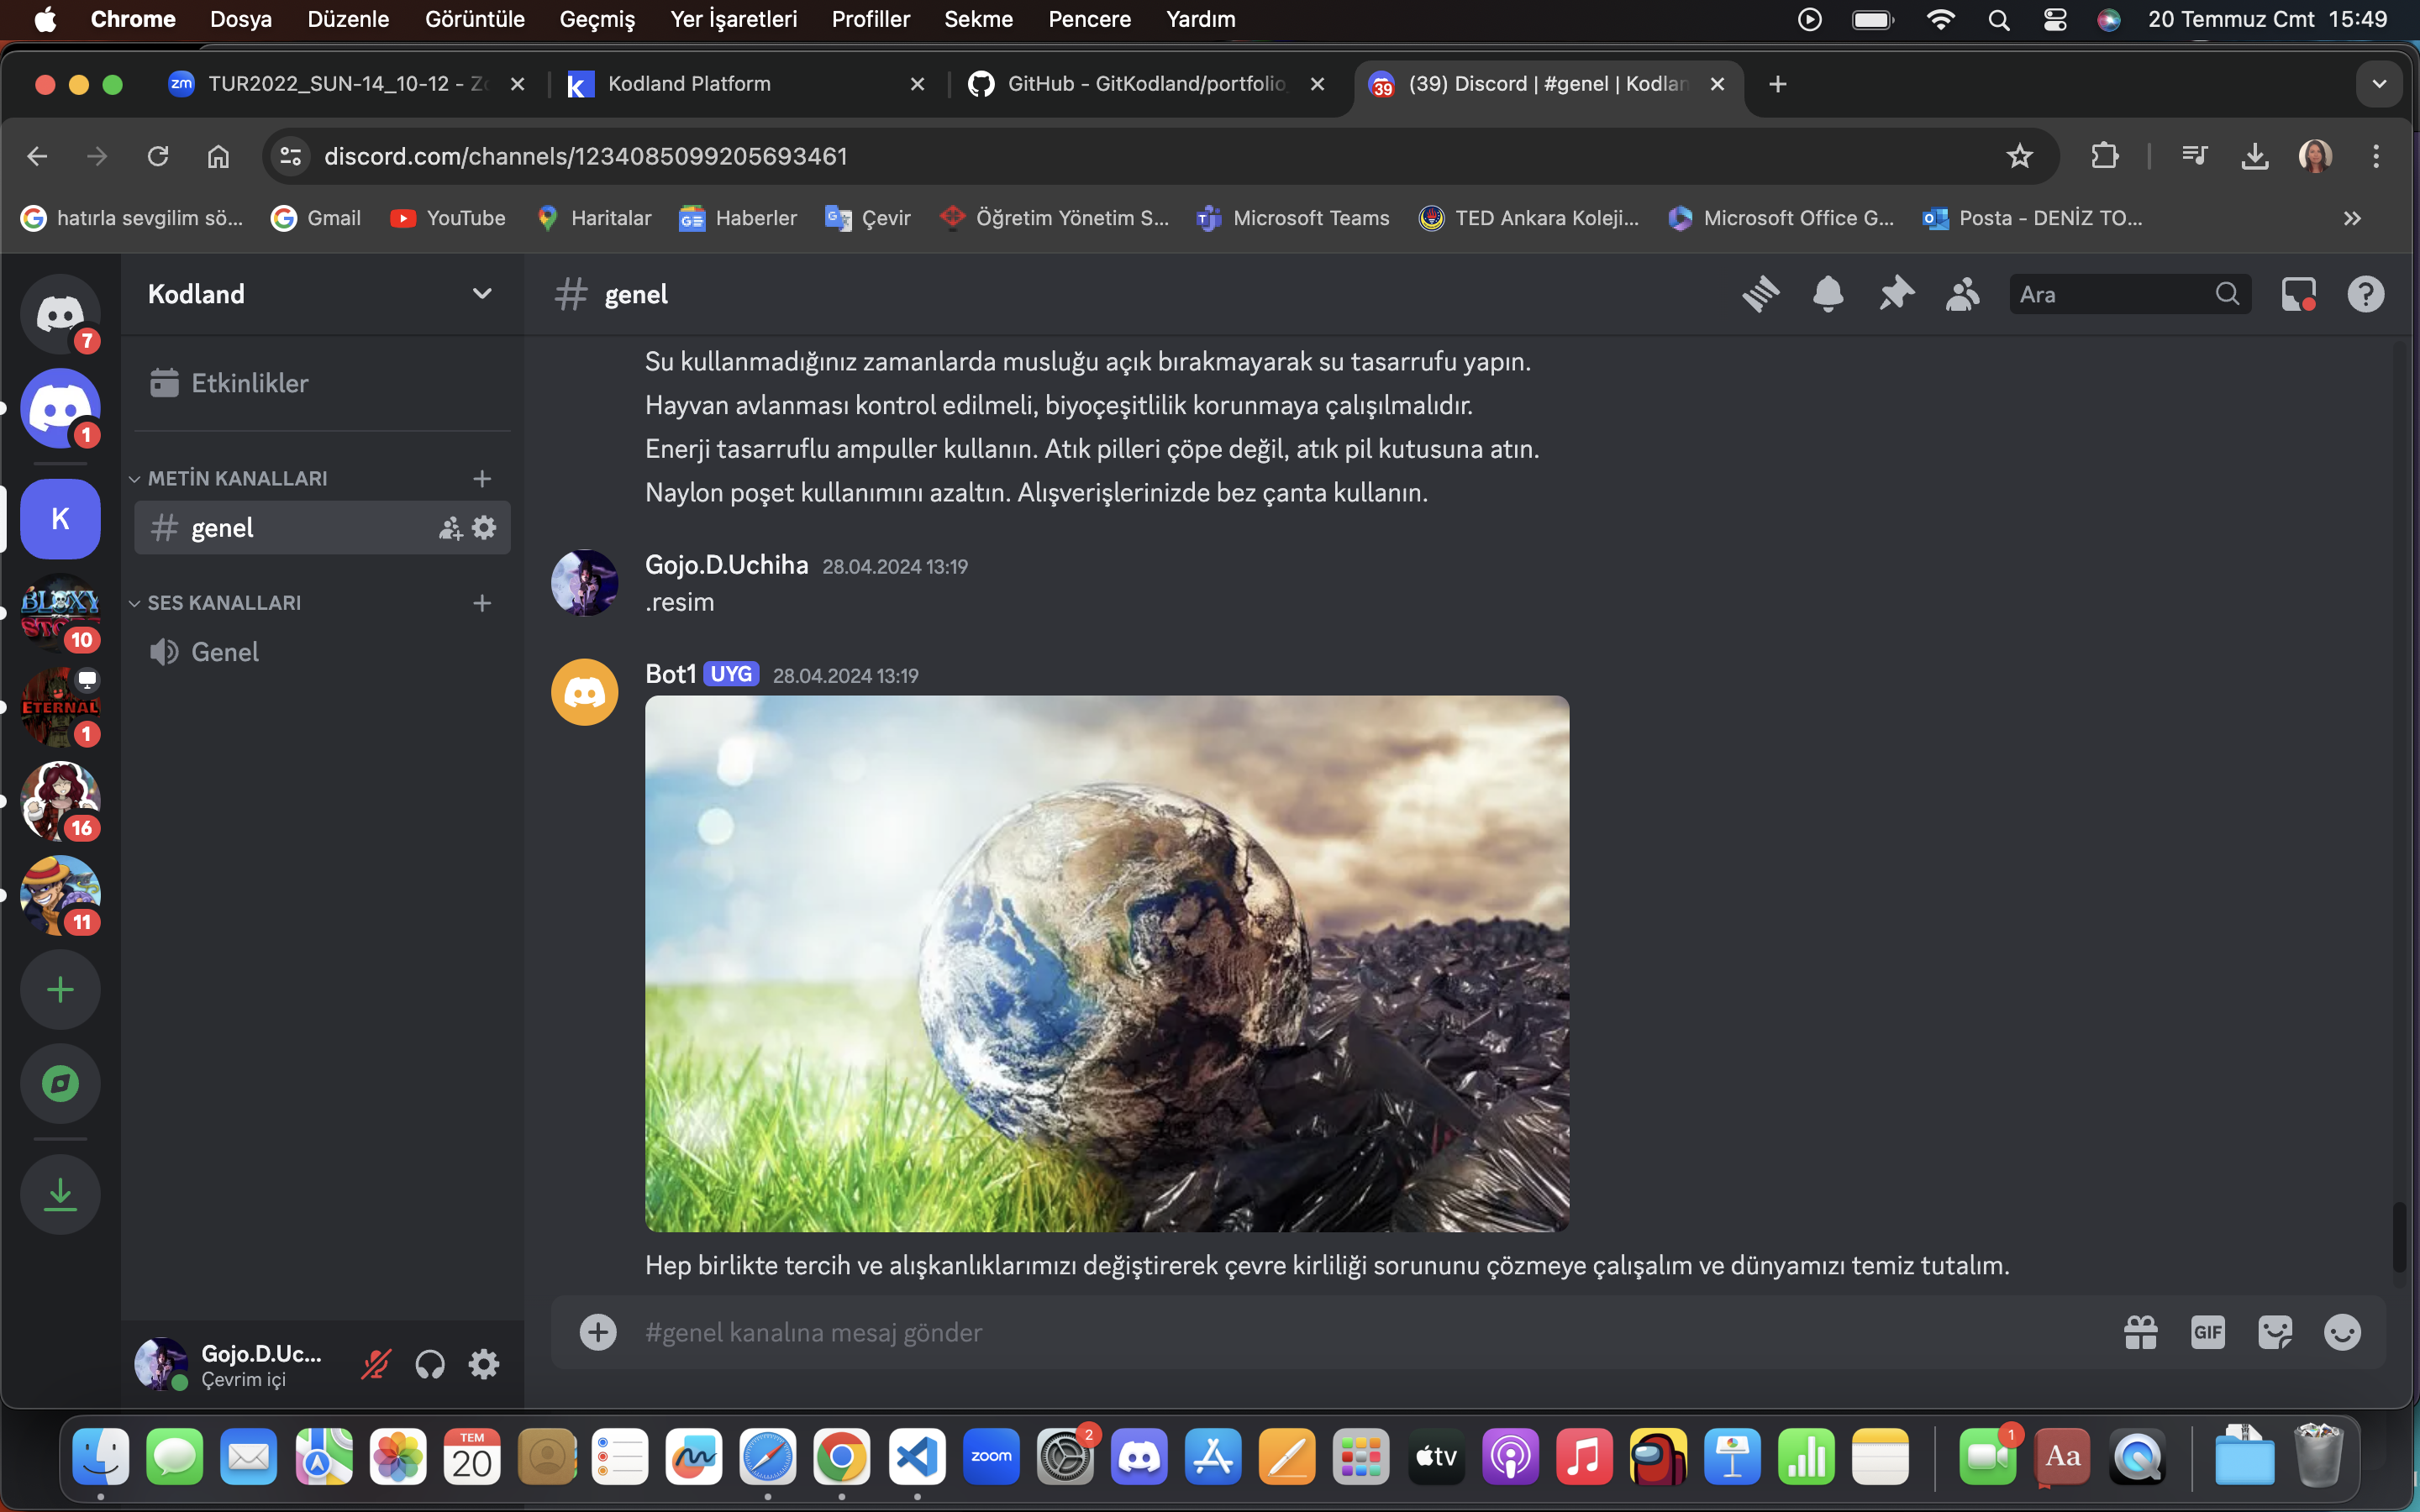 Chrome Dosya Düzenle Görüntüle Geçmiş Yer İşaretleri Profiller Sekme Pencere Yardım 20 Temmuz Cmt 15:49
zm TUR2022_SUN-14_10-12 - Zo
Kodland Platform
GitHub - GitKodland/portfolio
39 (39) Discord | #genel | Kodlan
discord.com/channels/1234085099205693461
hatırla sevgilim sö... Gmail YouTube Haritalar Haberler Çevir Öğretim Yönetim S... Microsoft Teams TED Ankara Koleji... Microsoft Office G... Posta - DENİZ TO...
7
1
K
BLOXY
10
ETERNAL
1
16
11
Kodland
Etkinlikler
METİN KANALLARI
genel
SES KANALLARI
Genel
Gojo.D.Uc...
Çevrim içi
# genel
Ara
Su kullanmadığınız zamanlarda musluğu açık bırakmayarak su tasarrufu yapın.
Hayvan avlanması kontrol edilmeli, biyoçeşitlilik korunmaya çalışılmalıdır.
Enerji tasarruflu ampuller kullanın. Atık pilleri çöpe değil, atık pil kutusuna atın.
Naylon poşet kullanımını azaltın. Alışverişlerinizde bez çanta kullanın.
Gojo.D.Uchiha 28.04.2024 13:19
.resim
Bot1 UYG 28.04.2024 13:19
Hep birlikte tercih ve alışkanlıklarımızı değiştirerek çevre kirliliği sorununu çözmeye çalışalım ve dünyamızı temiz tutalım.
#genel kanalına mesaj gönder
GIF
TEM
20
zoom
2
tv
1
Aa